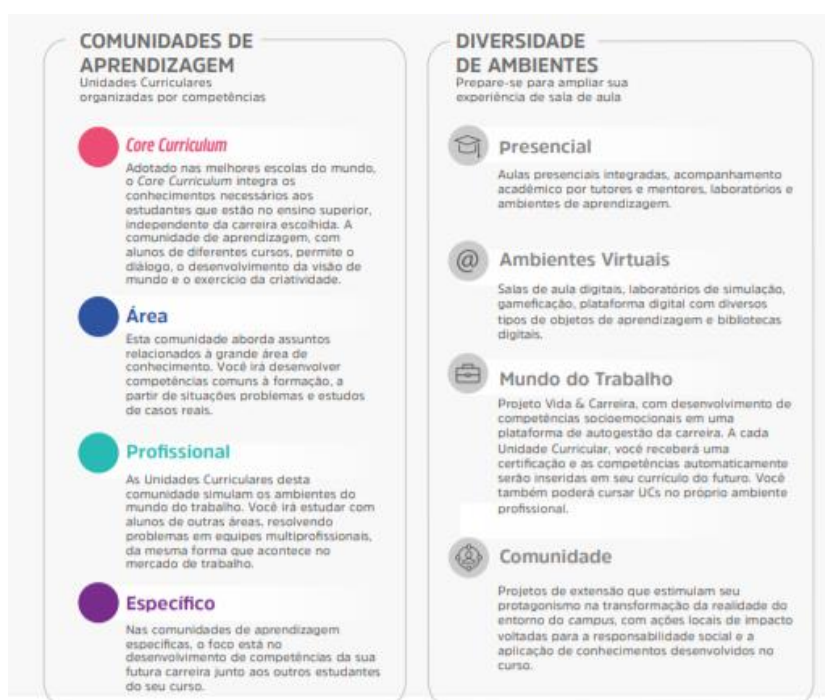 COMUNIDADES DE
APRENDIZAGEM
Unidades Curriculares
organizadas por competências
Core Curriculum
Adotado nas melhores escolas do mundo,
o Core Curriculum integra os
conhecimentos necessários aos
estudantes que estão no ensino superior,
independente da carreira escolhida. A
comunidade de aprendizagem, com
alunos de diferentes cursos, permite o
diálogo, o desenvolvimento da visão de
mundo e o exercício da criatividade.
Área
Esta comunidade aborda assuntos
relacionados à grande área de
conhecimento. Você irá desenvolver
competências comuns à formação, a
partir de situações problemas e estudos
de casos reais.
Profissional
As Unidades Curriculares desta
comunidade simulam os ambientes do
mundo do trabalho. Você irá estudar com
alunos de outras áreas, resolvendo
problemas em equipes multiprofissionais,
da mesma forma que acontece no
mercado de trabalho.
Específico
Nas comunidades de aprendizagem
específicas, o foco está no
desenvolvimento de competências da sua
futura carreira junto aos outros estudantes
do seu curso.
DIVERSIDADE
DE AMBIENTES
Prepare-se para ampliar sua
experiência de sala de aula
Presencial
Aulas presenciais integradas, acompanhamento
acadêmico por tutores e mentores, laboratórios e
ambientes de aprendizagem.
@ Ambientes Virtuais
Salas de aula digitais, laboratórios de simulação,
gameficação, plataforma digital com diversos
tipos de objetos de aprendizagem e bibliotecas
digitais.
Mundo do Trabalho
Projeto Vida & Carreira, com desenvolvimento de
competências socioemocionais em uma
plataforma de autogestão da carreira. A cada
Unidade Curricular, você receberá uma
certificação e as competências automaticamente
serão inseridas em seu currículo do futuro. Você
também poderá cursar UCs no próprio ambiente
profissional.
Comunidade
Projetos de extensão que estimulam seu
protagonismo na transformação da realidade do
entorno do campus, com ações locais de impacto
voltadas para a responsabilidade social e a
aplicação de conhecimentos desenvolvidos no
curso.